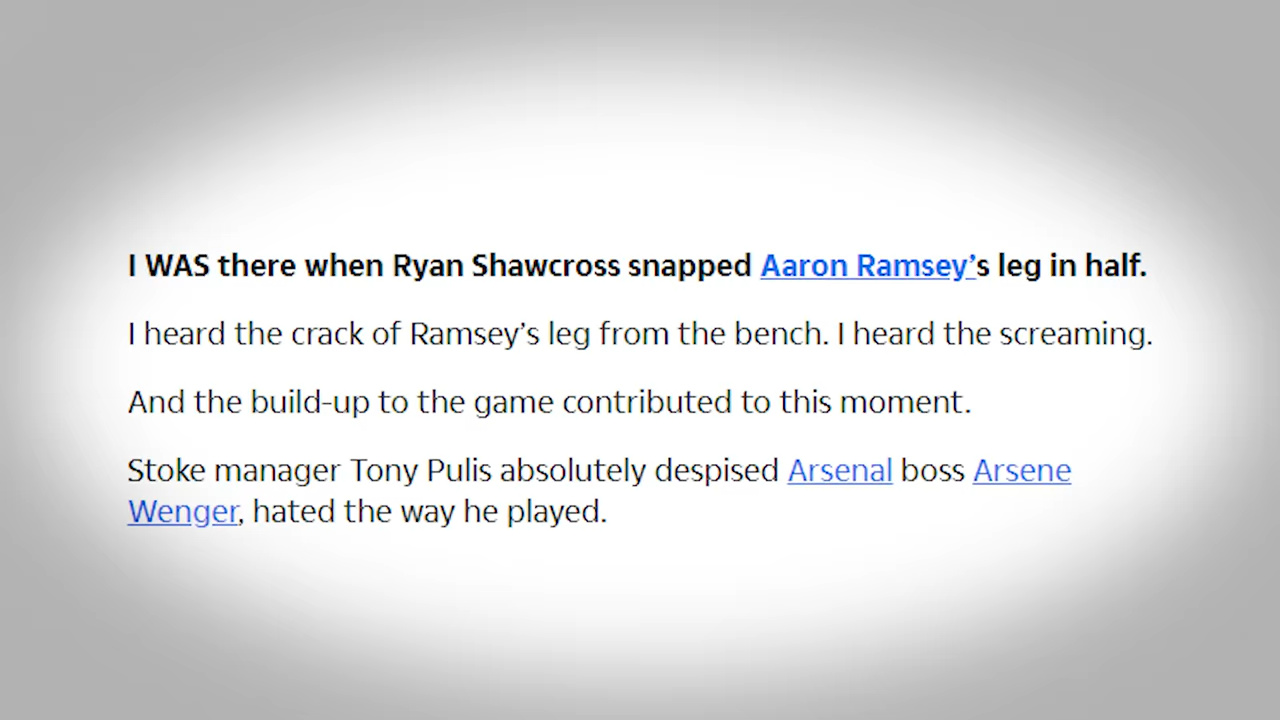 I WAS there when Ryan Shawcross snapped Aaron Ramsey’s leg in half.
I heard the crack of Ramsey’s leg from the bench. I heard the screaming.
And the build-up to the game contributed to this moment.
Stoke manager Tony Pulis absolutely despised Arsenal boss Arsene
Wenger, hated the way he played.